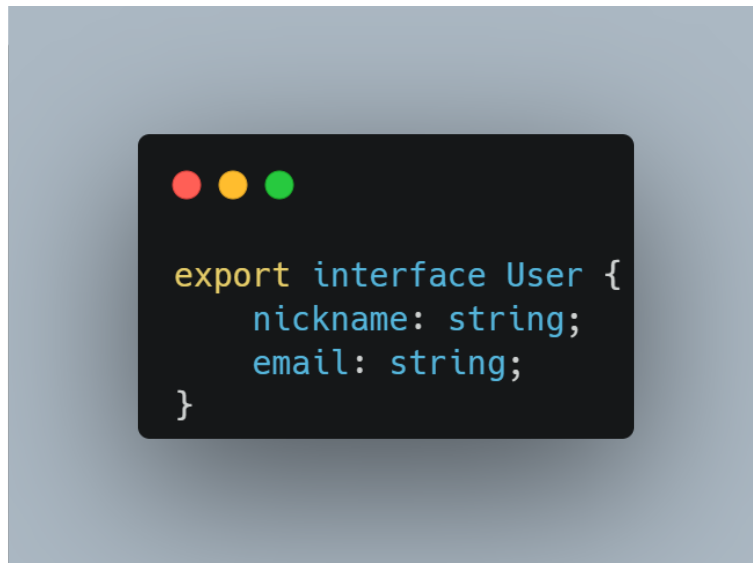 export interface User {
    nickname: string;
    email: string;
}